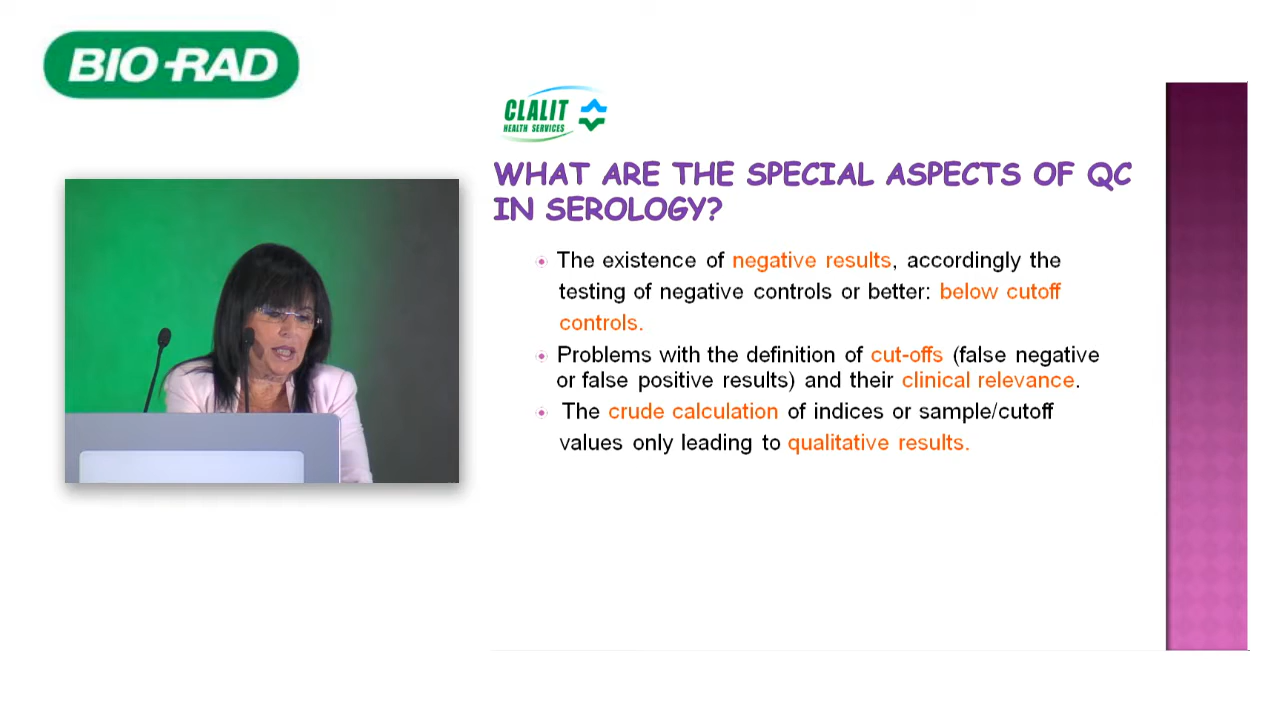 BIO-RAD
CLALIT
HEALTH SERVICES
WHAT ARE THE SPECIAL ASPECTS OF QC
IN SEROLOGY?
The existence of negative results, accordingly the
testing of negative controls or better: below cutoff
controls.
Problems with the definition of cut-offs (false negative
or false positive results) and their clinical relevance.
The crude calculation of indices or sample/cutoff
values only leading to qualitative results.